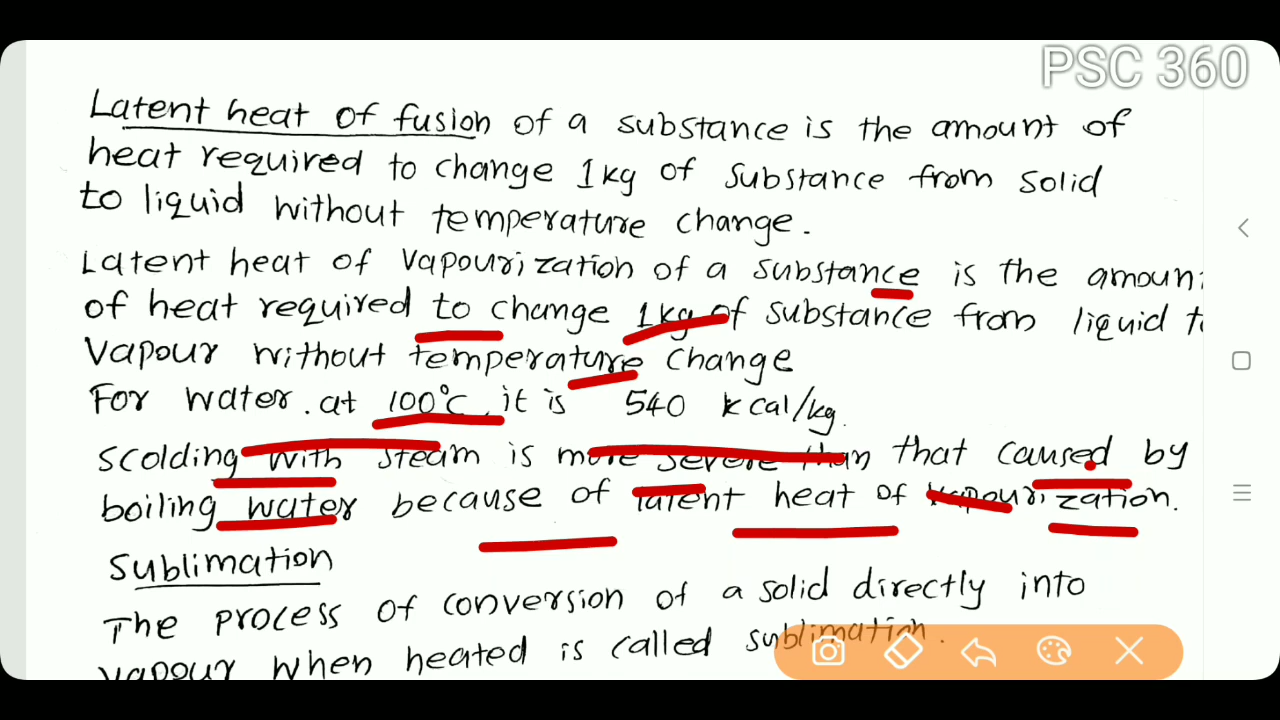 PSC 360
Latent heat of fusion of a substance is the amount of
heat required to change 1kg of substance from solid
to liquid without temperature change.
Latent heat of vapourization of a substance is the amoun
of heat required to change 1kg of substance from liquid t
vapour without temperature change
For water. at 100°C, it is 540 kcal/kg.
Scolding with steam is more severe than that caused by
boiling water because of latent heat of vapourization.
Sublimation
The process of conversion of a solid directly into
vapour when heated is called sublimation.